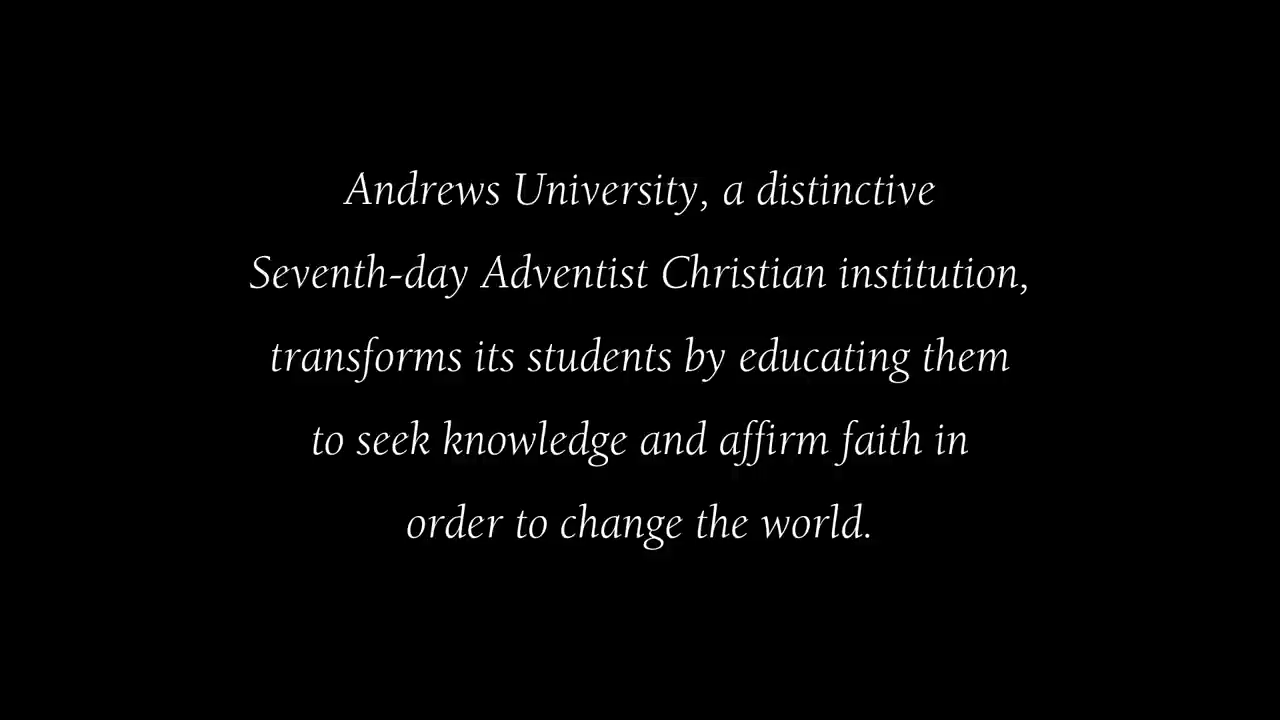 Andrews University, a distinctive
Seventh-day Adventist Christian institution,
transforms its students by educating them
to seek knowledge and affirm faith in
order to change the world.